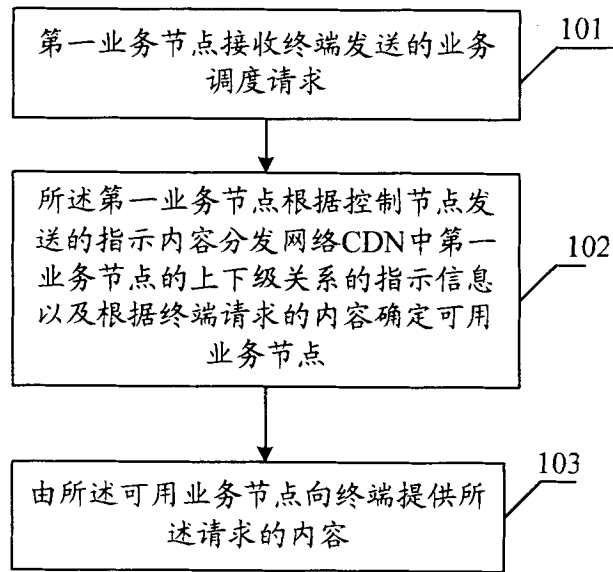 第一业务节点接收终端发送的业务
调度请求
101
所述第一业务节点根据控制节点发
送的指示内容分发网络CDN中第一
业务节点的上下级关系的指示信息
以及根据终端请求的内容确定可用
业务节点
102
由所述可用业务节点向终端提供所
述请求的内容
103